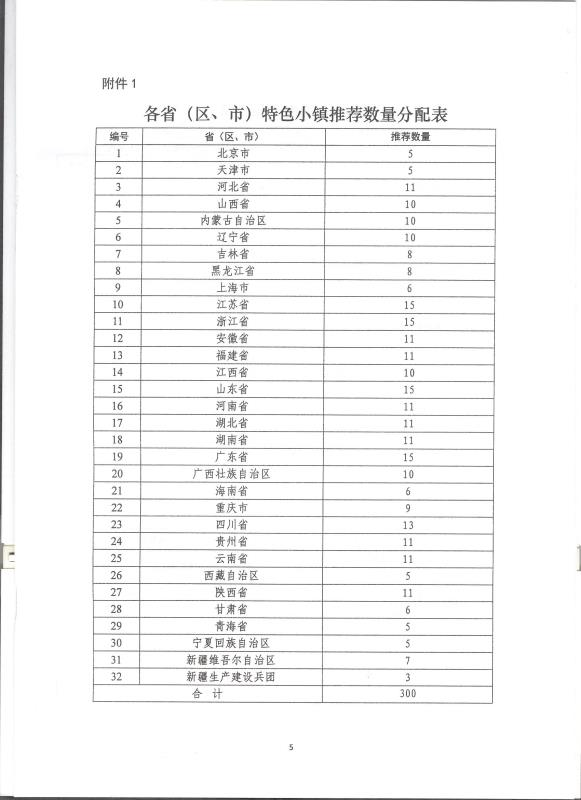 附件 1
各省（区、市）特色小镇推荐数量分配表
编号 省（区、市） 推荐数量
1 北京市 5
2 天津市 5
3 河北省 11
4 山西省 10
5 内蒙古自治区 10
6 辽宁省 10
7 吉林省 8
8 黑龙江省 8
9 上海市 6
10 江苏省 15
11 浙江省 15
12 安徽省 11
13 福建省 11
14 江西省 10
15 山东省 15
16 河南省 11
17 湖北省 11
18 湖南省 11
19 广东省 15
20 广西壮族自治区 10
21 海南省 6
22 重庆市 9
23 四川省 13
24 贵州省 11
25 云南省 11
26 西藏自治区 5
27 陕西省 11
28 甘肃省 6
29 青海省 5
30 宁夏回族自治区 5
31 新疆维吾尔自治区 7
32 新疆生产建设兵团 3
合 计 300
5